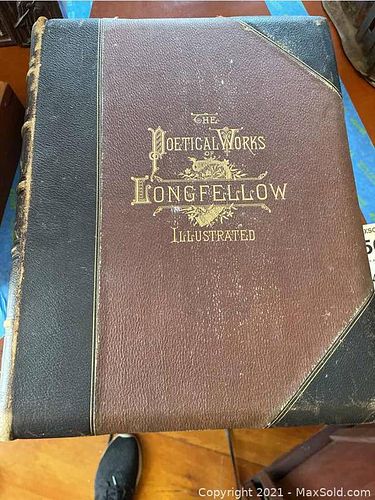 The
Poetical Works
of
Longfellow
Illustrated
Copyright © 2021 - MaxSold.com